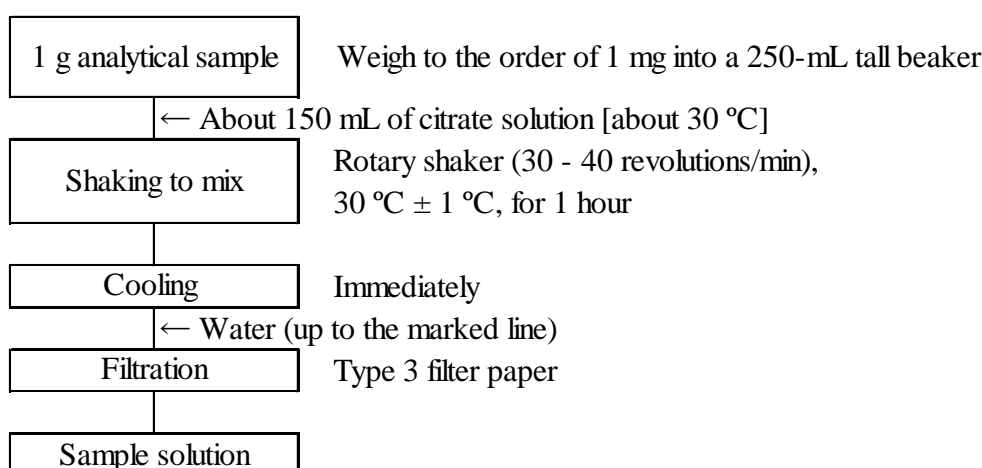 1 g analytical sample Weigh to the order of 1 mg into a 250-mL tall beaker
← About 150 mL of citrate solution [about 30 ºC]
Shaking to mix
Rotary shaker (30 - 40 revolutions/min),
30 ºC ± 1 ºC, for 1 hour
Cooling Immediately
← Water (up to the marked line)
Filtration Type 3 filter paper
Sample solution